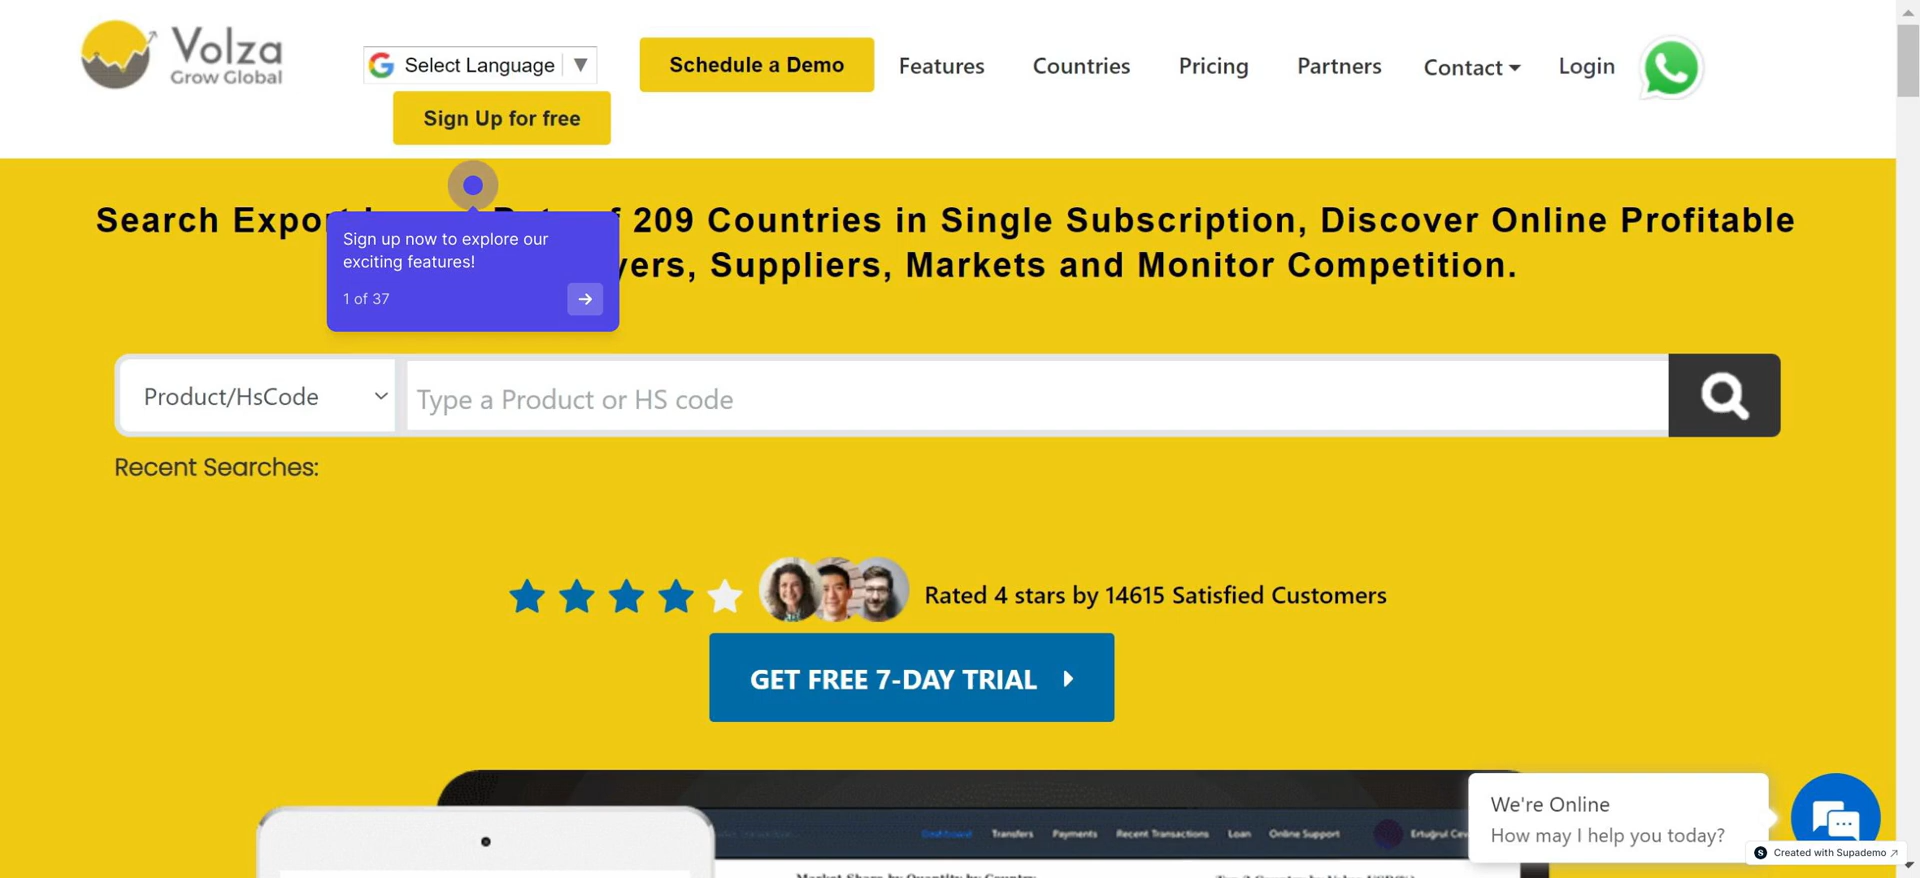 Volza
Grow Global
Select Language ▼
Schedule a Demo
Features
Countries
Pricing
Partners
Contact
Login
Sign Up for free
Search Expo 209 Countries in Single Subscription, Discover Online Profitable
yers, Suppliers, Markets and Monitor Competition.
Sign up now to explore our
exciting features!
1 of 37
Product/HsCode
Type a Product or HS code
Recent Searches:
Rated 4 stars by 14615 Satisfied Customers
GET FREE 7-DAY TRIAL
Dashboard
Transfers
Payments
Recent Transactions
Loan
Online Support
Ertuğrul Cev
We're Online
How may I help you today?
Created with Supademo ↗